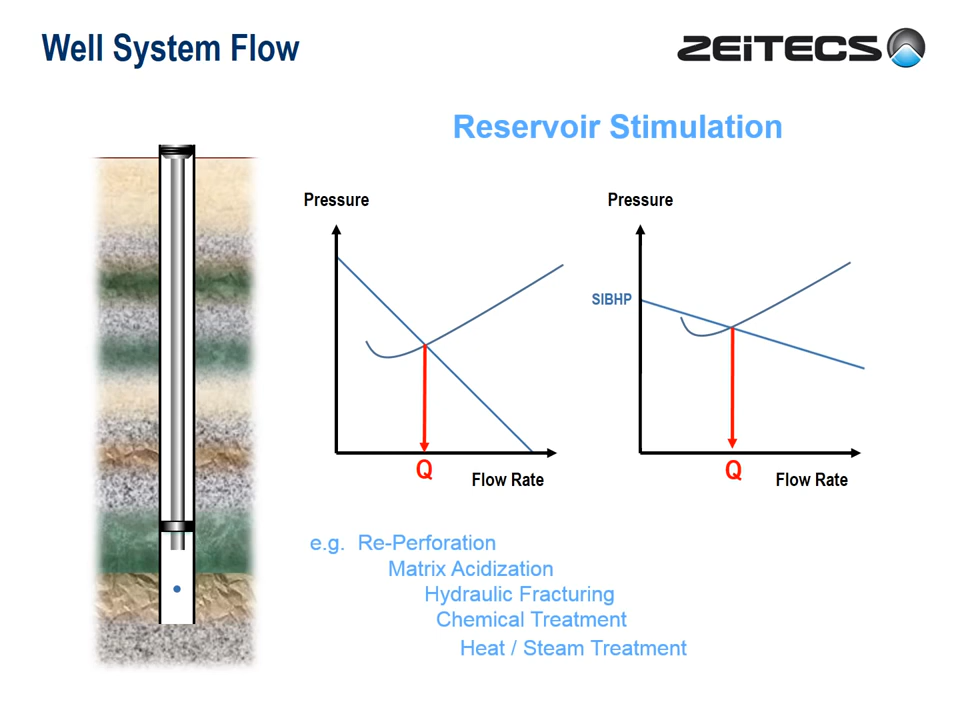 Well System Flow
ZEiTECS
Reservoir Stimulation
Pressure
Pressure
SIBHP
Q
Flow Rate
Q
Flow Rate
e.g. Re-Perforation
Matrix Acidization
Hydraulic Fracturing
Chemical Treatment
Heat / Steam Treatment